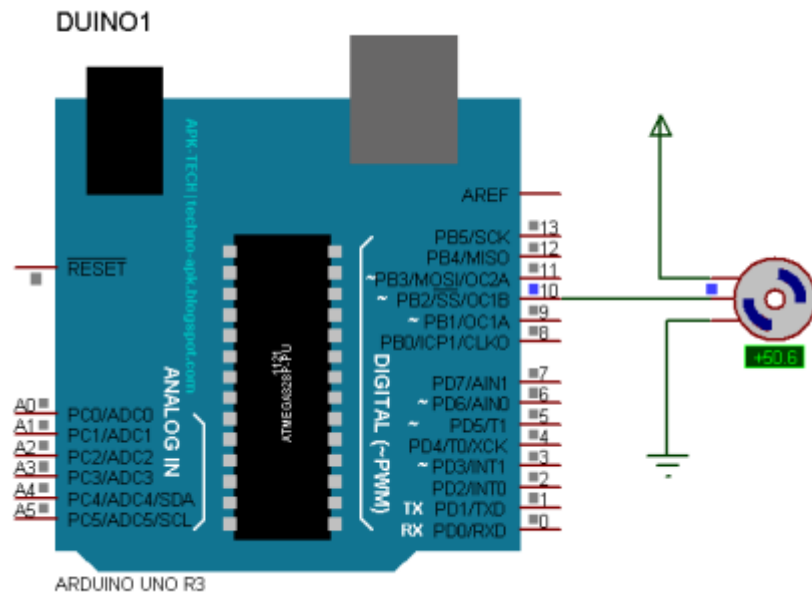 DUINO1
APK-TECH|techno-apk.blogspot.com
AREF
RESET
PB5/SCK 13
PB4/MISO 12
~PB3/MOSI/OC2A 11
~ PB2/SS/OC1B 10
~ PB1/OC1A 9
PB0/ICP1/CLKO 8
1121
ATMEGA328P-PU
DIGITAL (~PWM)
ANALOG IN
PD7/AIN1 7
~ PD6/AIN0 6
~ PD5/T1 5
PD4/T0/XCK 4
~ PD3/INT1 3
PD2/INT0 2
TX PD1/TXD 1
RX PD0/RXD 0
A0 PC0/ADC0
A1 PC1/ADC1
A2 PC2/ADC2
A3 PC3/ADC3
A4 PC4/ADC4/SDA
A5 PC5/ADC5/SCL
+50.6
ARDUINO UNO R3